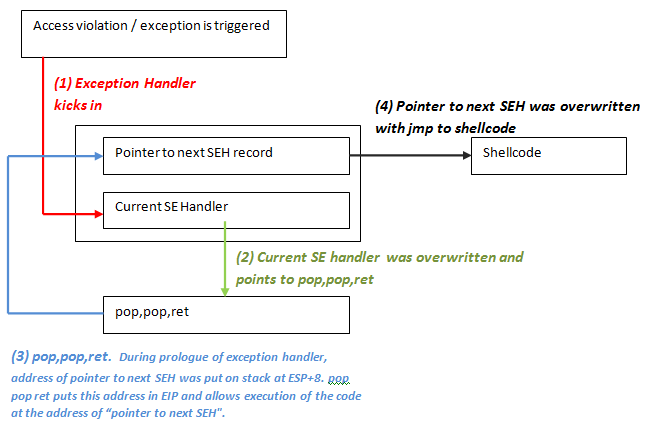 Access violation / exception is triggered
(1) Exception Handler
kicks in
(4) Pointer to next SEH was overwritten
with jmp to shellcode
Pointer to next SEH record
Shellcode
Current SE Handler
(2) Current SE handler was overwritten and
points to pop,pop,ret
pop,pop,ret
(3) pop,pop,ret. During prologue of exception handler,
address of pointer to next SEH was put on stack at ESP+8. pop
pop ret puts this address in EIP and allows execution of the code
at the address of “pointer to next SEH”.